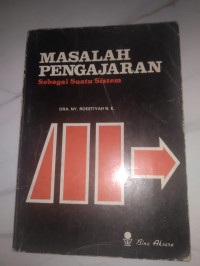 MASALAH
PENGAJARAN
Sebagai Suatu Sistem
DRA. NY. ROESTIYAH N. K.
Bina Aksara